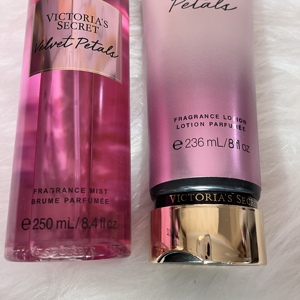 VICTORIA'S
SECRET
Velvet Petals
FRAGRANCE MIST
BRUME PARFUMÉE
e 250 mL/8.4 fl oz
Petals
FRAGRANCE LOTION
LOTION PARFUMÉE
e 236 mL/8 fl oz
VICTORIA'S SECRET